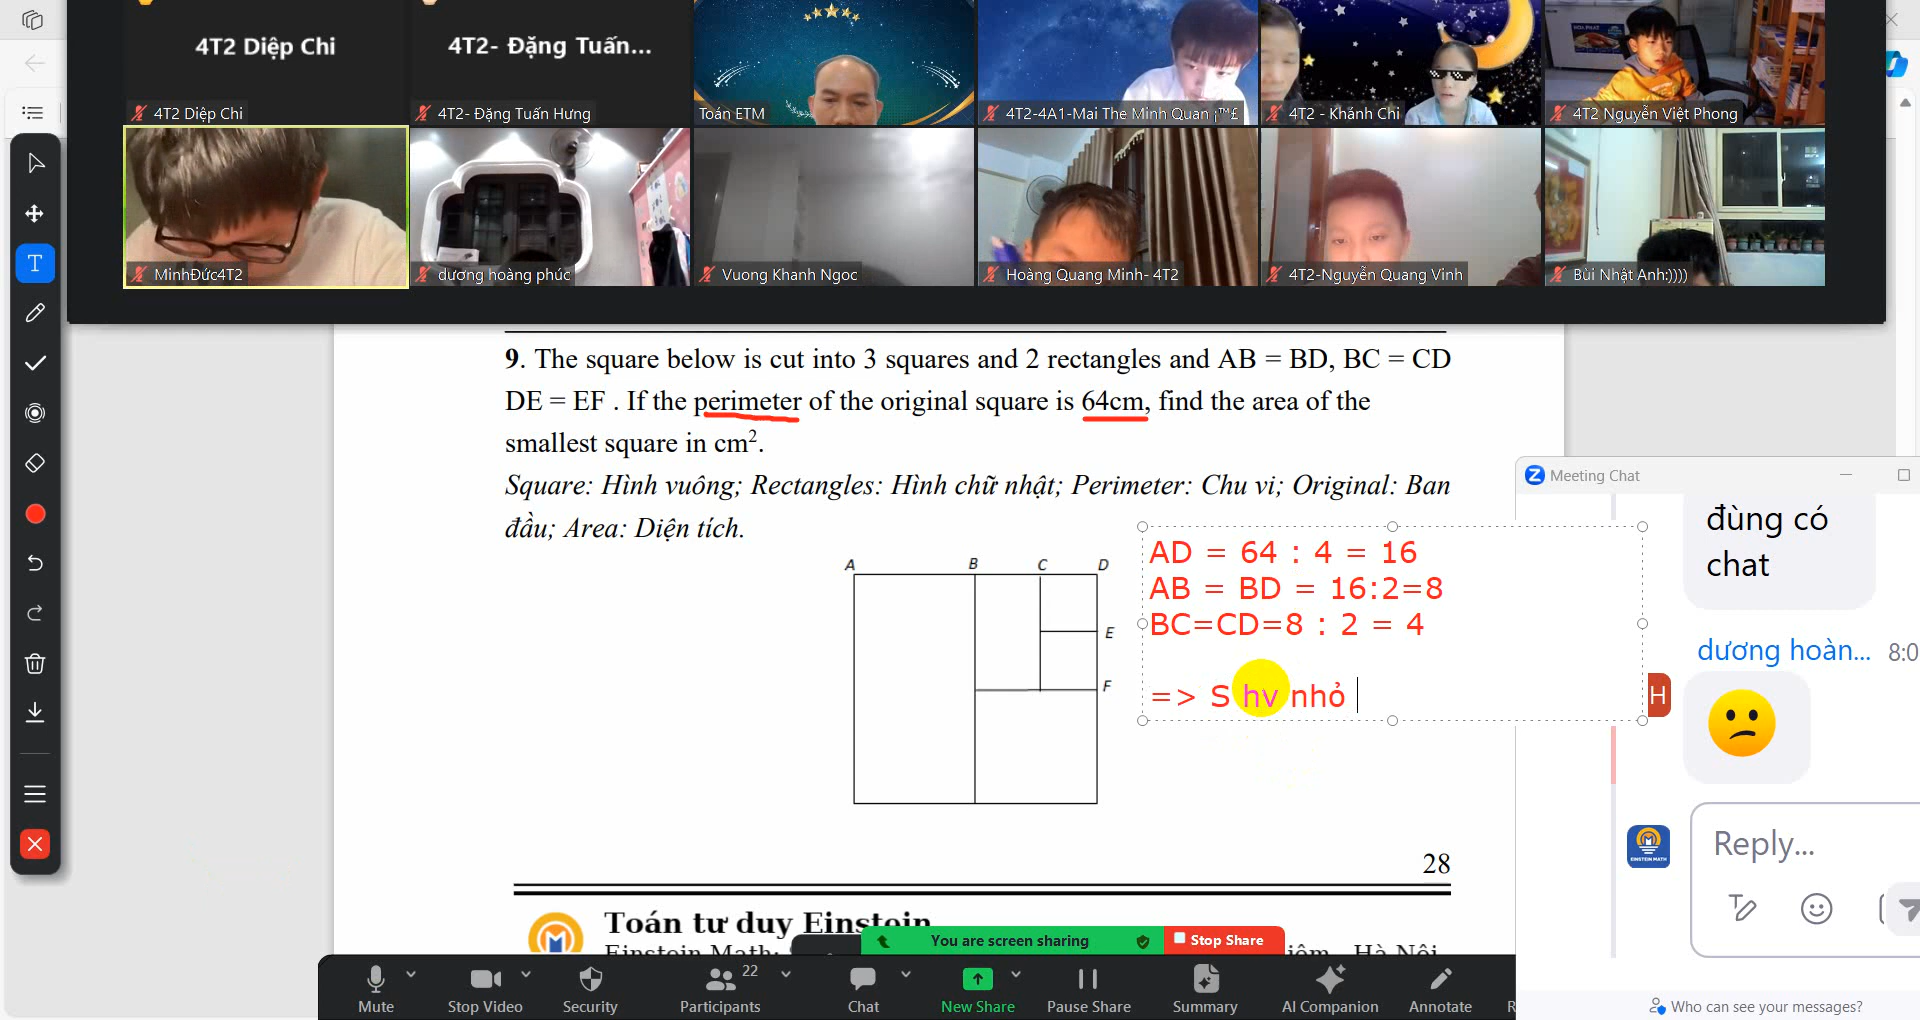 4T2 Diệp Chi
4T2- Đặng Tuấn...
4T2 Diệp Chi
4T2- Đặng Tuấn Hưng
Toán ETM
4T2-4A1-Mai The Minh Quan ¡™£
4T2 - Khánh Chi
4T2 Nguyễn Việt Phong
MinhĐức4T2
dương hoàng phúc
Vuong Khanh Ngoc
Hoàng Quang Minh- 4T2
4T2-Nguyễn Quang Vinh
Bùi Nhật Anh:))))
9. The square below is cut into 3 squares and 2 rectangles and AB = BD, BC = CD
DE = EF . If the perimeter of the original square is 64cm, find the area of the
smallest square in cm².
Square: Hình vuông; Rectangles: Hình chữ nhật; Perimeter: Chu vi; Original: Ban
đầu; Area: Diện tích.
A B C D
E
F
AD = 64 : 4 = 16
AB = BD = 16:2=8
BC=CD=8 : 2 = 4
=> S hv nhỏ
H
28
Toán tư duy Einstein
Einstein Math:
Hà Nội
Meeting Chat
đùng có
chat
dương hoàn... 8:0
EINSTEIN MATH
Reply...
Who can see your messages?
You are screen sharing
Stop Share
Mute
Stop Video
Security
Participants
22
Chat
New Share
Pause Share
Summary
AI Companion
Annotate